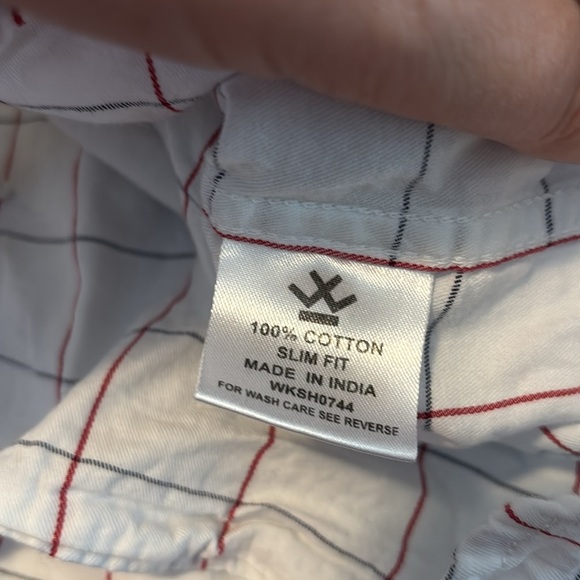 100% COTTON
SLIM FIT
MADE IN INDIA
WKSH0744
FOR WASH CARE SEE REVERSE